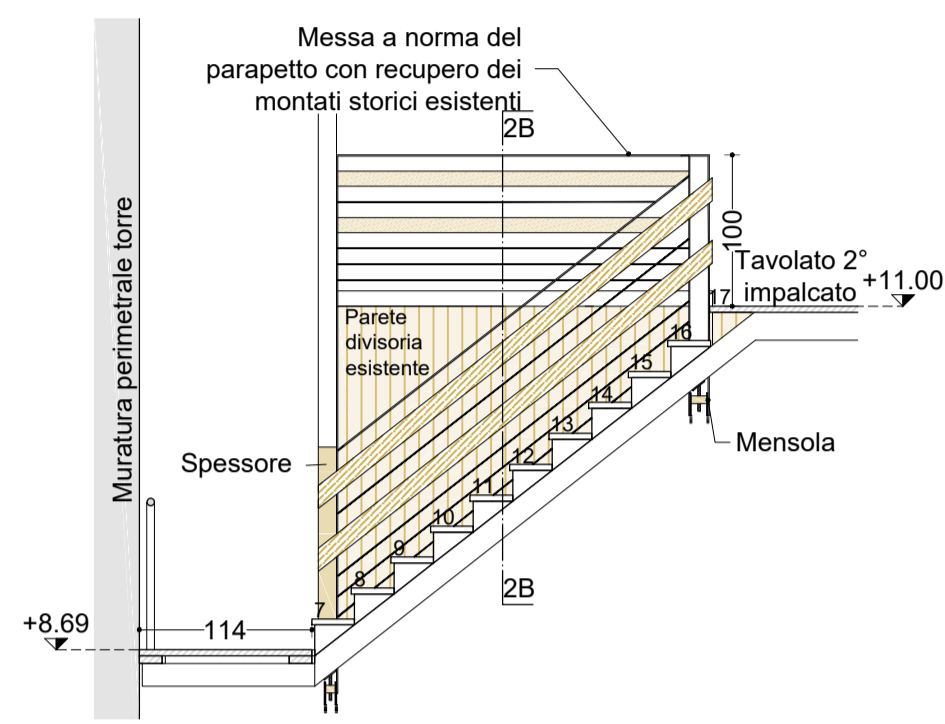 Messa a norma del
parapetto con recupero dei
montati storici esistenti
2B
Muratura perimetrale torre
100
Tavolato 2°
impalcato
+11.00
17
Parete
divisoria
esistente
16
15
14
13
12
11
10
9
8
7
Spessore
Mensola
2B
+8.69
114